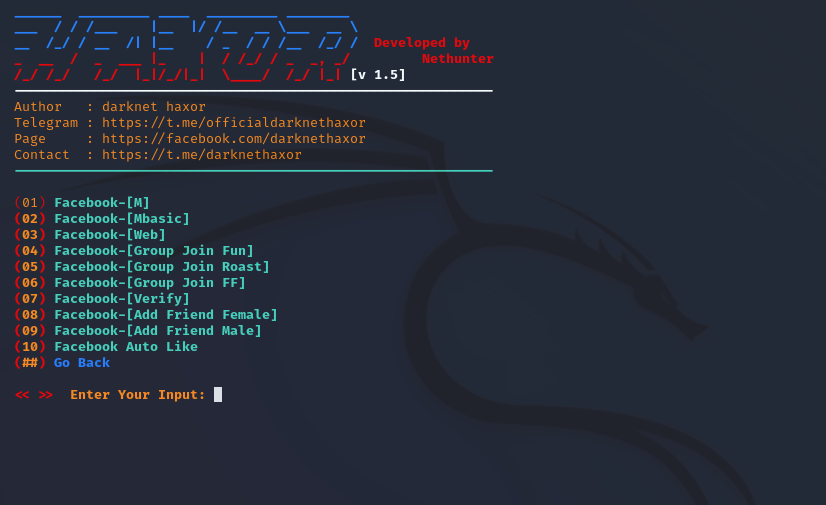 Developed by
Nethunter
[v 1.5]
Author : darknet haxor
Telegram : https://t.me/officialdarknethaxor
Page : https://facebook.com/darknethaxor
Contact : https://t.me/darknethaxor
(01) Facebook-[M]
(02) Facebook-[Mbasic]
(03) Facebook-[Web]
(04) Facebook-[Group Join Fun]
(05) Facebook-[Group Join Roast]
(06) Facebook-[Group Join FF]
(07) Facebook-[Verify]
(08) Facebook-[Add Friend Female]
(09) Facebook-[Add Friend Male]
(10) Facebook Auto Like
(##) Go Back
<< >> Enter Your Input: